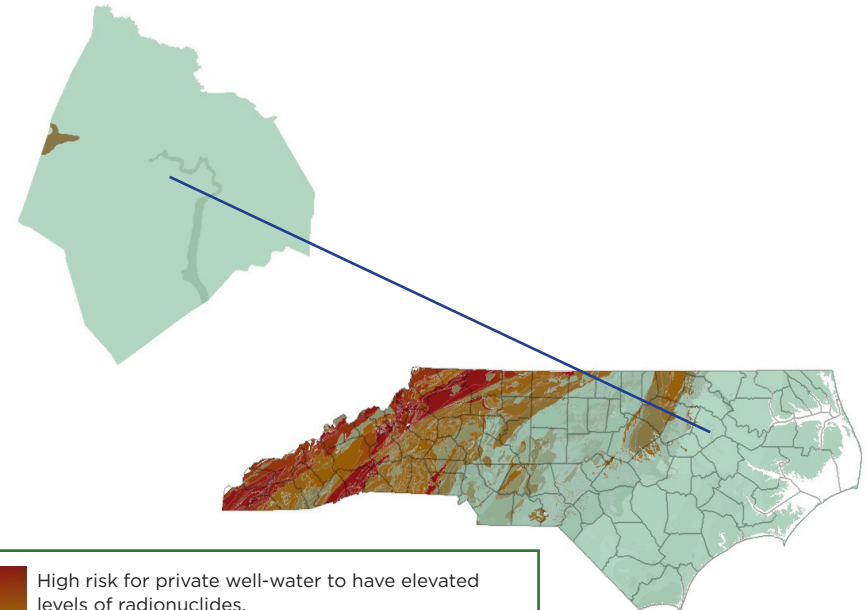 High risk for private well-water to have elevated
levels of radionuclides.